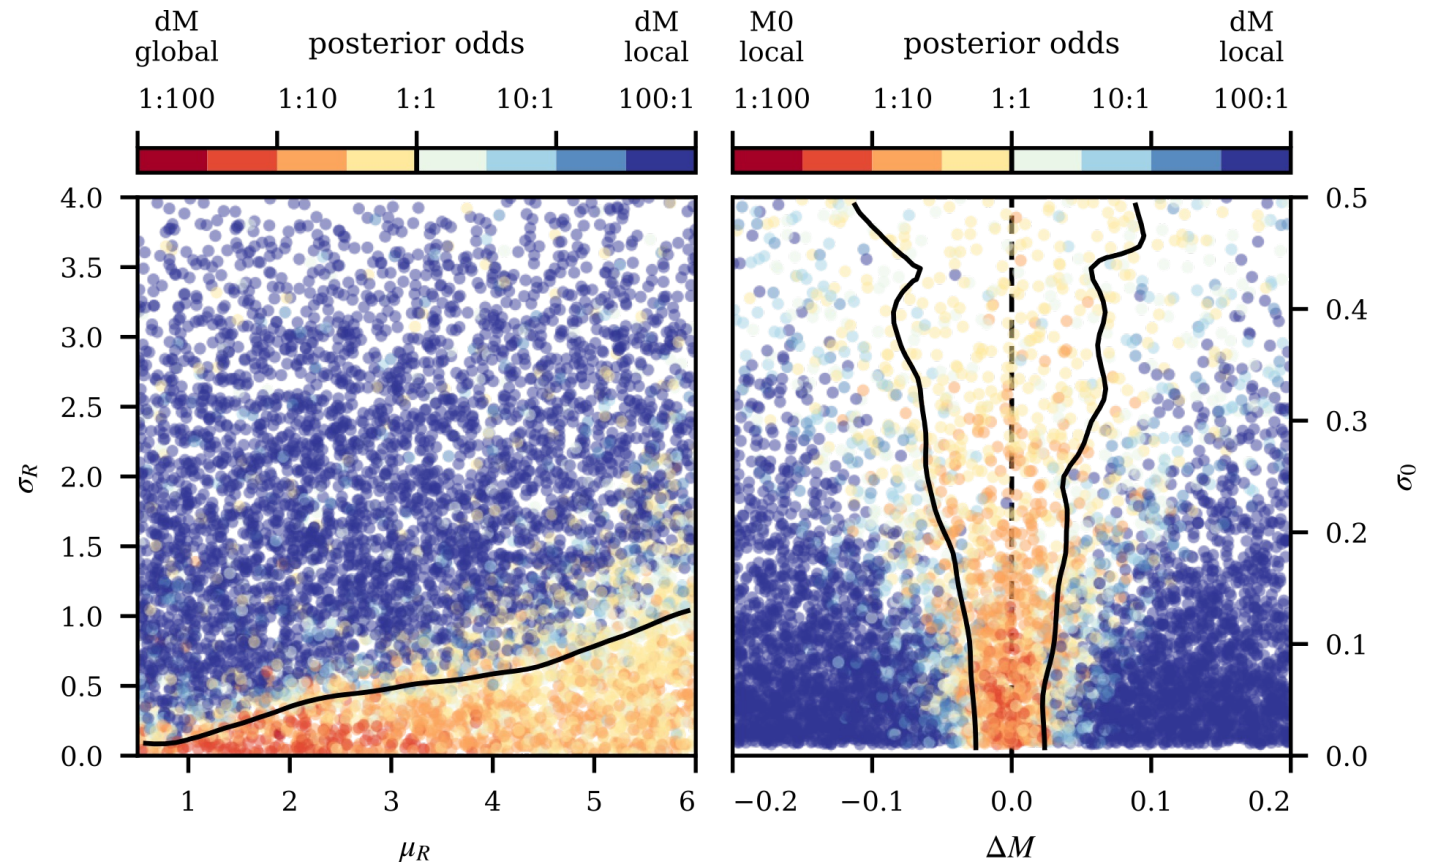 dM posterior odds dM
global local
1:100 1:10 1:1 10:1 100:1
M0 posterior odds dM
local local
1:100 1:10 1:1 10:1 100:1
4.0
3.5
3.0
2.5
2.0
1.5
1.0
0.5
0.0
σR
1 2 3 4 5 6
μR
0.5
0.4
0.3
0.2
0.1
0.0
σ0
−0.2 −0.1 0.0 0.1 0.2
ΔM